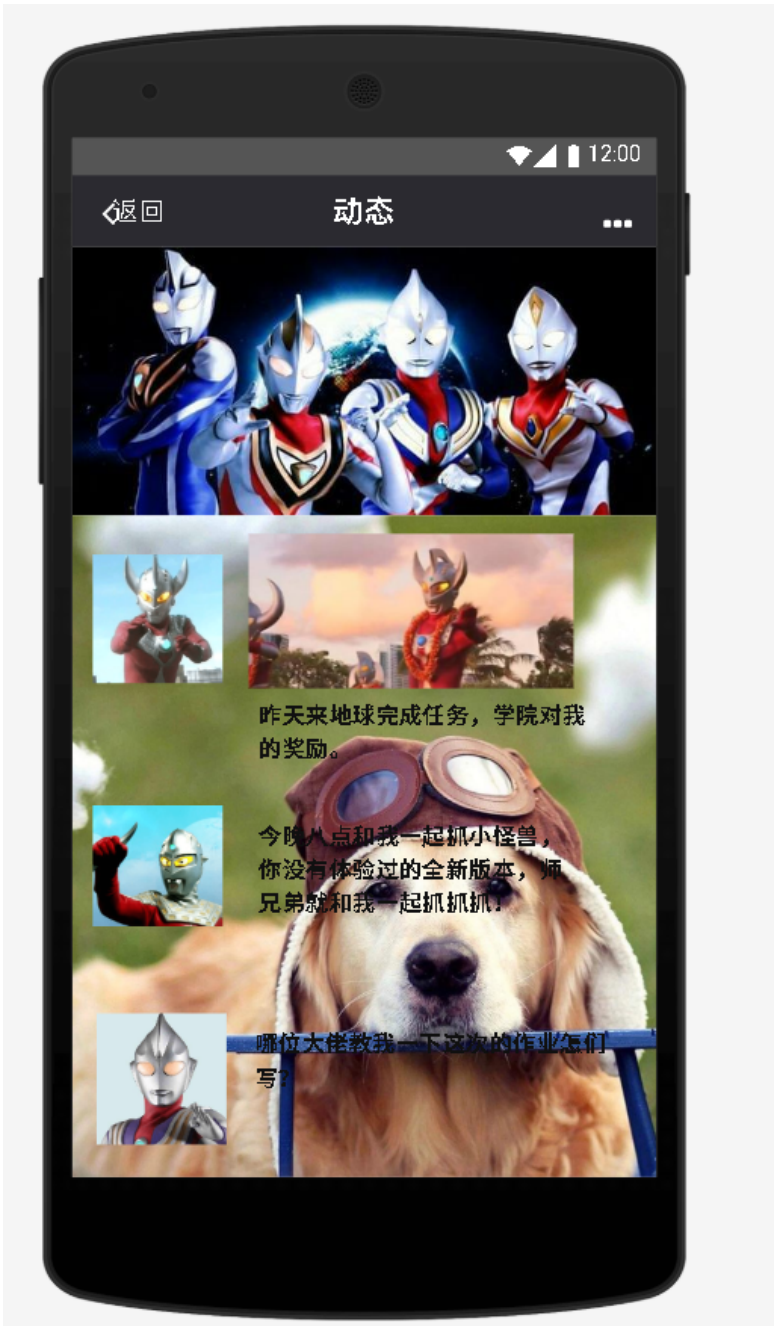 12:00
返回
动态
昨天来地球完成任务，学院对我
的奖励。
今晚八点和我一起抓小怪兽，
你没有体验过的全新版本，师
兄弟就和我一起抓抓抓！
哪位大佬教我一下这次的作业怎们
写？